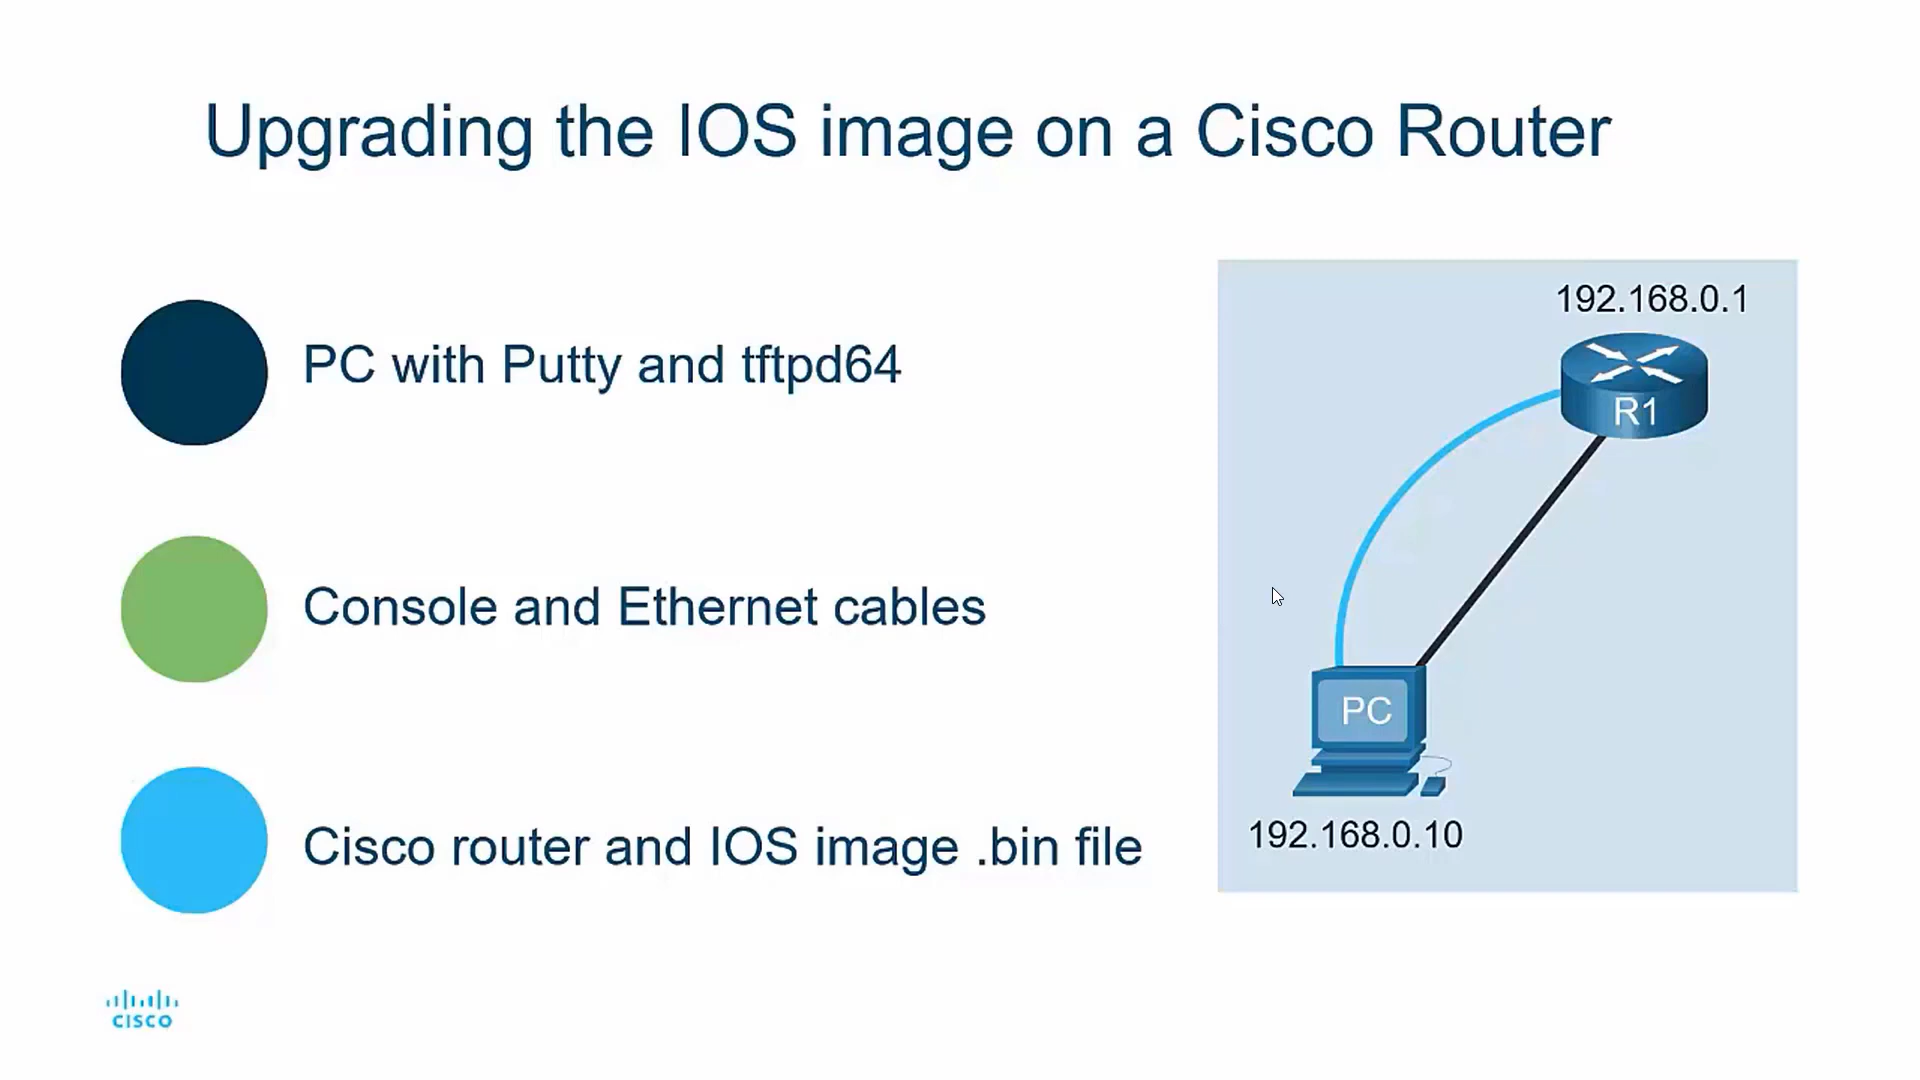 Upgrading the IOS image on a Cisco Router
PC with Putty and tftpd64
Console and Ethernet cables
Cisco router and IOS image .bin file
192.168.0.1
R1
PC
192.168.0.10
CISCO